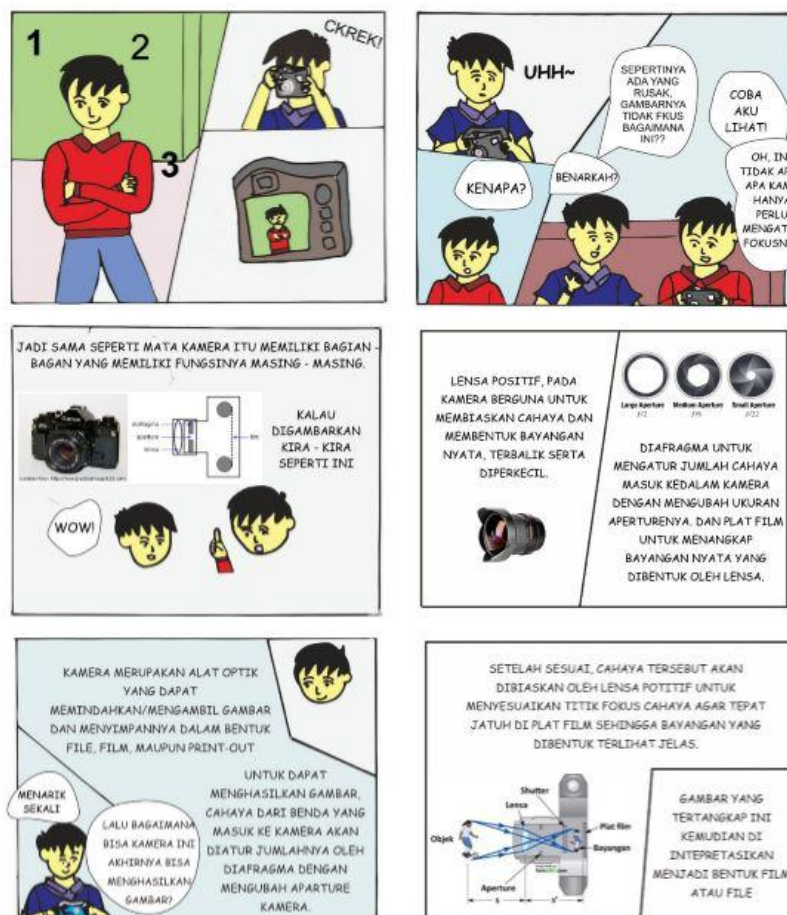 1
2
3
CKREK!
UHH~
SEPERTINYA
ADA YANG
RUSAK,
GAMBARNYA
TIDAK FKUS
BAGAIMANA
INI??
COBA
AKU
LIHAT!
KENAPA?
BENARKAH?
OH, IN
TIDAK AP
APA KAM
HANYA
PERLU
MENGAT
FOKUSN
JADI SAMA SEPERTI MATA KAMERA ITU MEMILIKI BAGIAN -
BAGAN YANG MEMILIKI FUNGSINYA MASING - MASING.
diafragma
aperture
lensa
film
KALAU
DIGAMBARKAN
KIRA - KIRA
SEPERTI INI
WOW!
LENSA POSITIF, PADA
KAMERA BERGUNA UNTUK
MEMBIASKAN CAHAYA DAN
MEMBENTUK BAYANGAN
NYATA, TERBALIK SERTA
DIPERKECIL.
Large Aperture Medium Aperture Small Aperture
f/2 f/22
DIAFRAGMA UNTUK
MENGATUR JUMLAH CAHAYA
MASUK KEDALAM KAMERA
DENGAN MENGUBAH UKURAN
APERTURENYA. DAN PLAT FILM
UNTUK MENANGKAP
BAYANGAN NYATA YANG
DIBENTUK OLEH LENSA.
KAMERA MERUPAKAN ALAT OPTIK
YANG DAPAT
MEMINDAHKAN/MENGAMBIL GAMBAR
DAN MENYIMPANNYA DALAM BENTUK
FILE, FILM, MAUPUN PRINT-OUT
MENARIK
SEKALI
LALU BAGAIMANA
BISA KAMERA INI
AKHIRNYA BISA
MENGHASILKAN
GAMBAR?
UNTUK DAPAT
MENGHASILKAN GAMBAR,
CAHAYA DARI BENDA YANG
MASUK KE KAMERA AKAN
DIATUR JUMLAHNYA OLEH
DIAFRAGMA DENGAN
MENGUBAH APARTURE
KAMERA.
SETELAH SESUAI, CAHAYA TERSEBUT AKAN
DIBIASKAN OLEH LENSA POTITIF UNTUK
MENYESUAIKAN TITIK FOKUS CAHAYA AGAR TEPAT
JATUH DI PLAT FILM SEHINGGA BAYANGAN YANG
DIBENTUK TERLIHAT JELAS.
Shutter
Lensa
Plat film
Objek
Bayangan
Aperture
s
s'
GAMBAR YANG
TERTANGKAP INI
KEMUDIAN DI
INTEPRETASIKAN
MENJADI BENTUK FILM
ATAU FILE